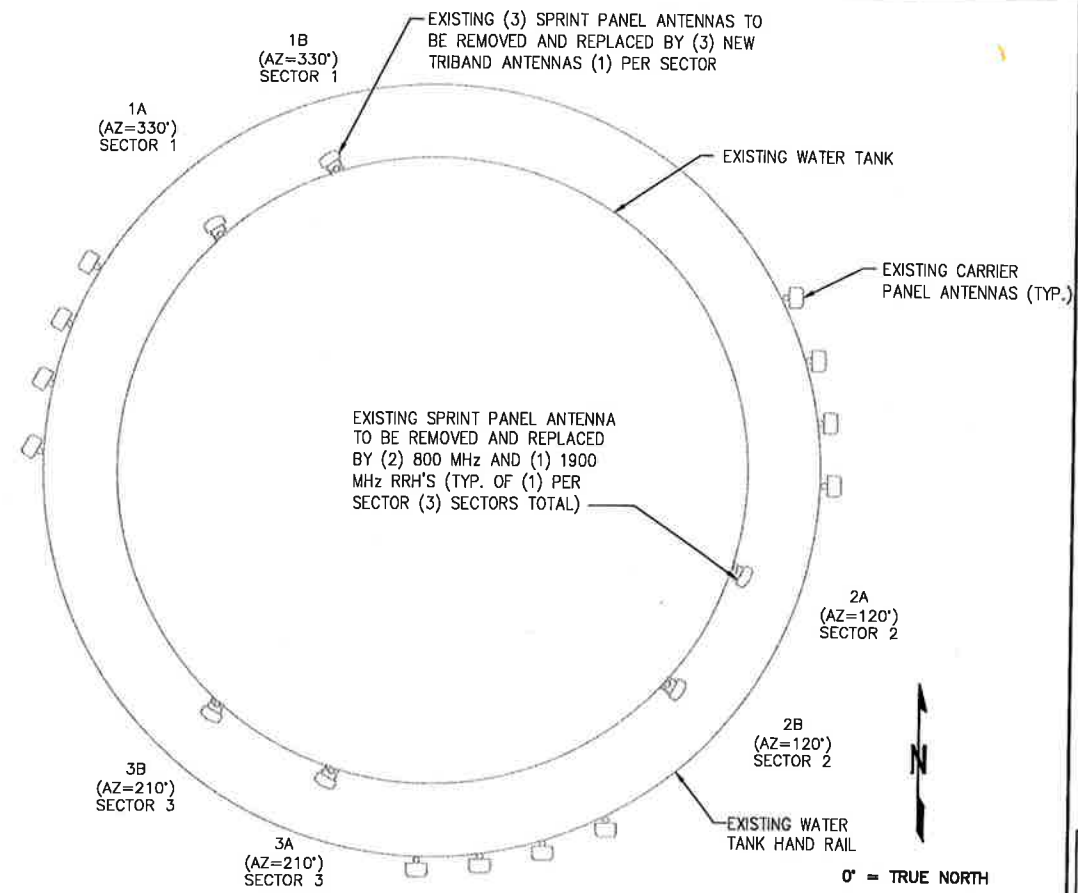 EXISTING (3) SPRINT PANEL ANTENNAS TO
BE REMOVED AND REPLACED BY (3) NEW
TRIBAND ANTENNAS (1) PER SECTOR
1B
(AZ=330°)
SECTOR 1
1A
(AZ=330°)
SECTOR 1
EXISTING WATER TANK
EXISTING CARRIER
PANEL ANTENNAS (TYP.)
EXISTING SPRINT PANEL ANTENNA
TO BE REMOVED AND REPLACED
BY (2) 800 MHz AND (1) 1900
MHz RRH'S (TYP. OF (1) PER
SECTOR (3) SECTORS TOTAL)
2A
(AZ=120°)
SECTOR 2
2B
(AZ=120°)
SECTOR 2
N
3B
(AZ=210°)
SECTOR 3
3A
(AZ=210°)
SECTOR 3
EXISTING WATER
TANK HAND RAIL
0° = TRUE NORTH